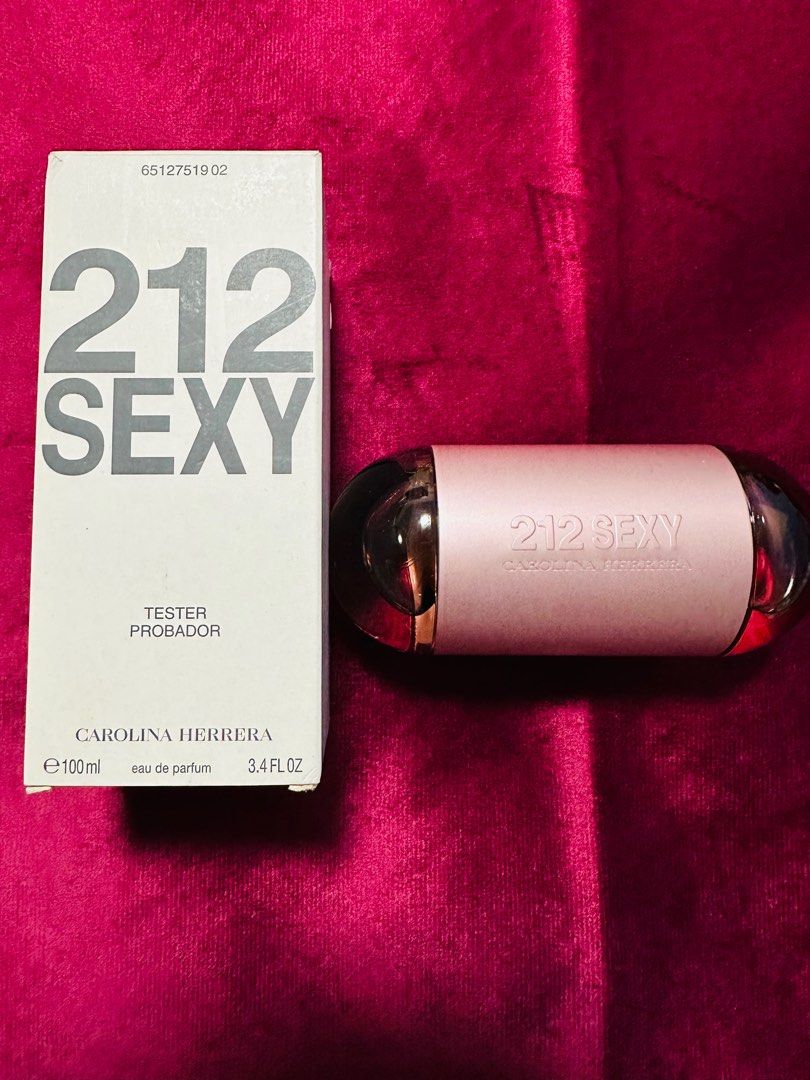 6512751902
212
SEXY
TESTER
PROBADOR
CAROLINA HERRERA
℮100ml eau de parfum 3.4 FL OZ
212 SEXY
CAROLINA HERRERA